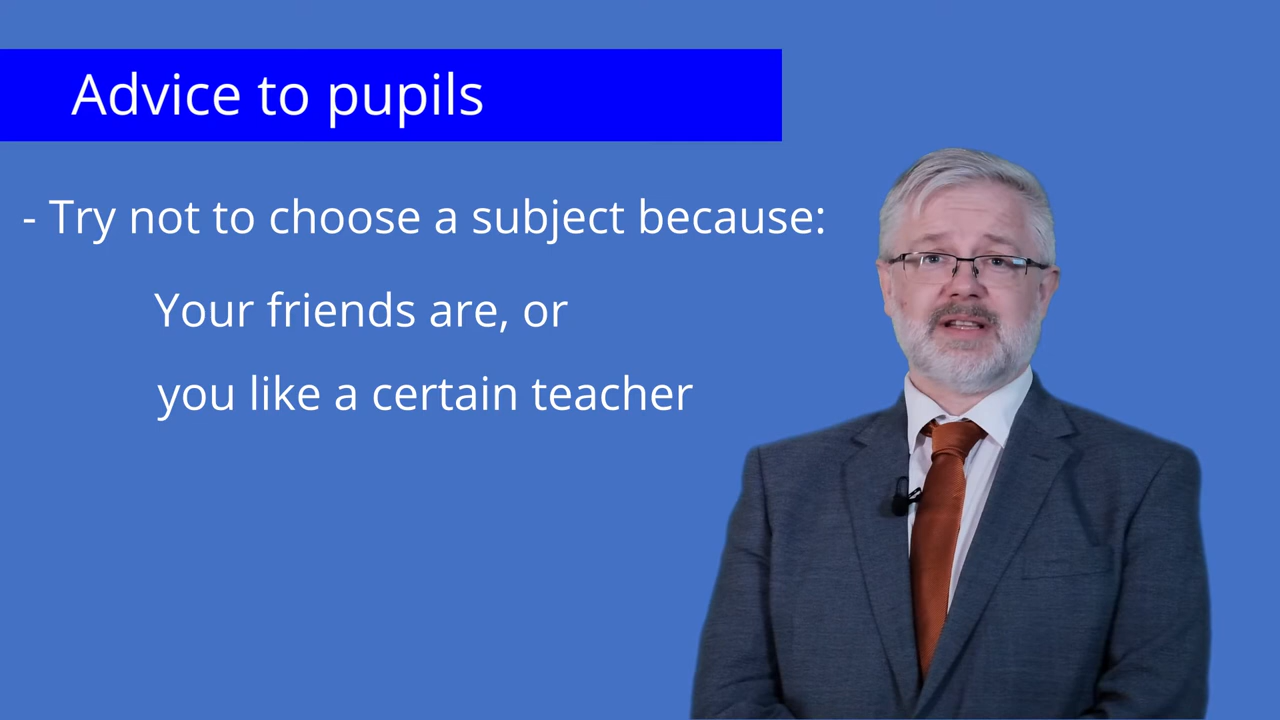 Advice to pupils
- Try not to choose a subject because:
Your friends are, or
you like a certain teacher